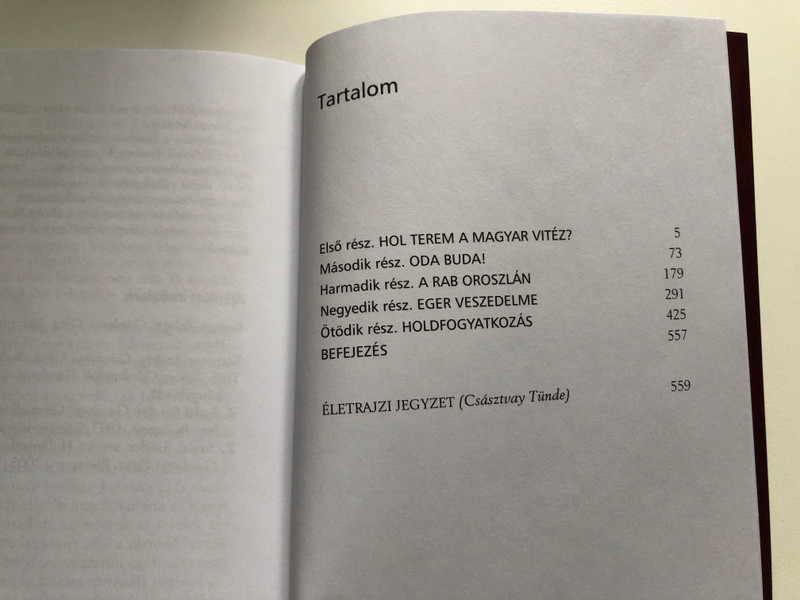 Tartalom
Első rész. HOL TEREM A MAGYAR VITÉZ? 5
Második rész. ODA BUDA! 73
Harmadik rész. A RAB OROSZLÁN 179
Negyedik rész. EGER VESZEDELME 291
Ötödik rész. HOLDFOGYATKOZÁS 425
BEFEJEZÉS 557
ÉLETRAJZI JEGYZET (Császtvay Tünde) 559